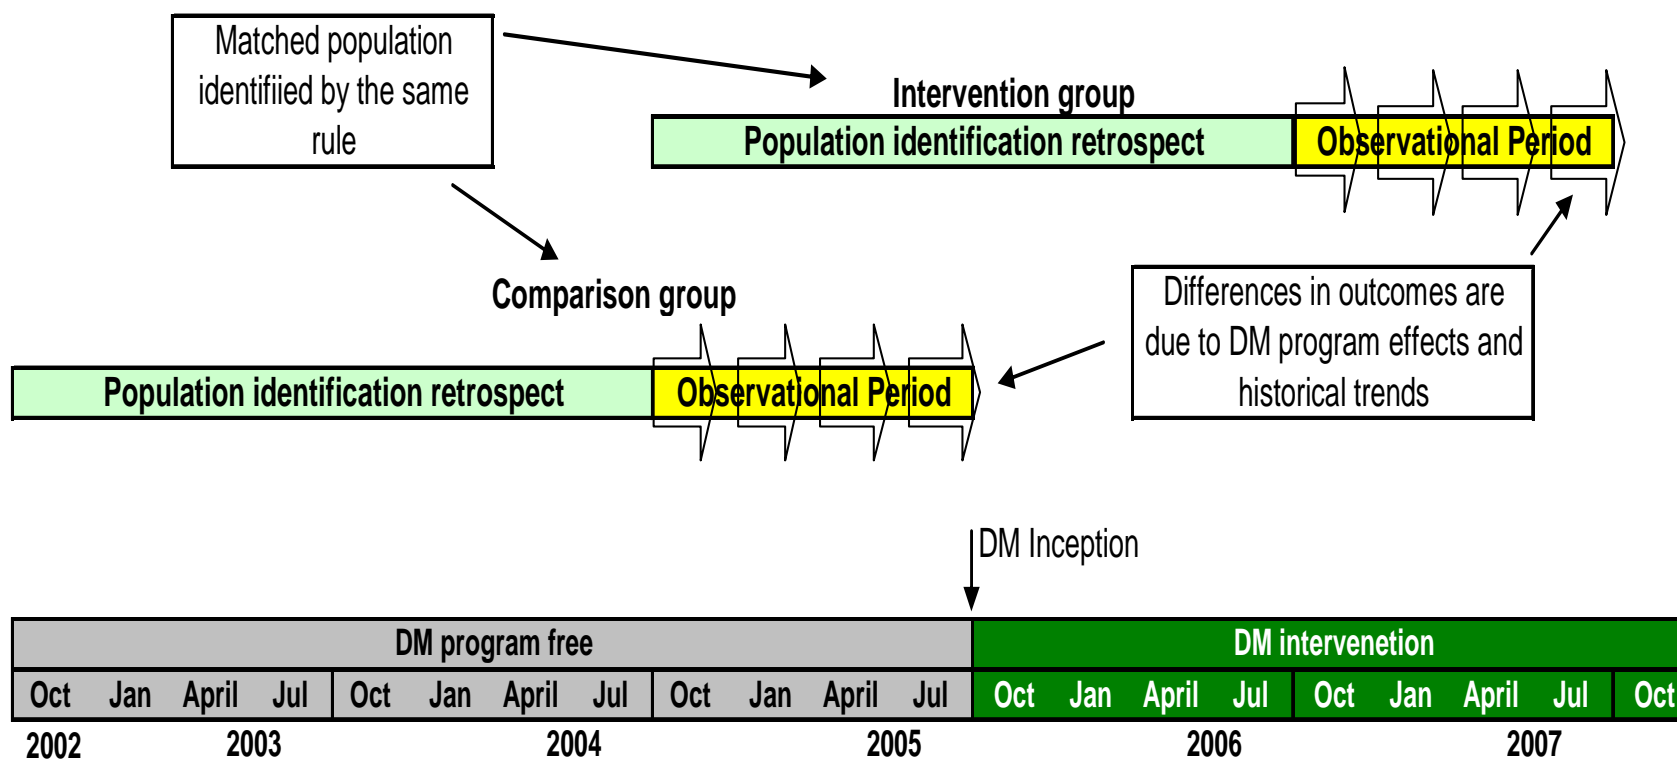 Matched population
identifiied by the same
rule
Intervention group
Population identification retrospect
Observational Period
Comparison group
Population identification retrospect
Observational Period
Differences in outcomes are
due to DM program effects and
historical trends
DM Inception
DM program free
DM intervenetion
Oct Jan April Jul Oct Jan April Jul Oct Jan April Jul Oct Jan April Jul Oct Jan April Jul Oct
2002 2003 2004 2005 2006 2007